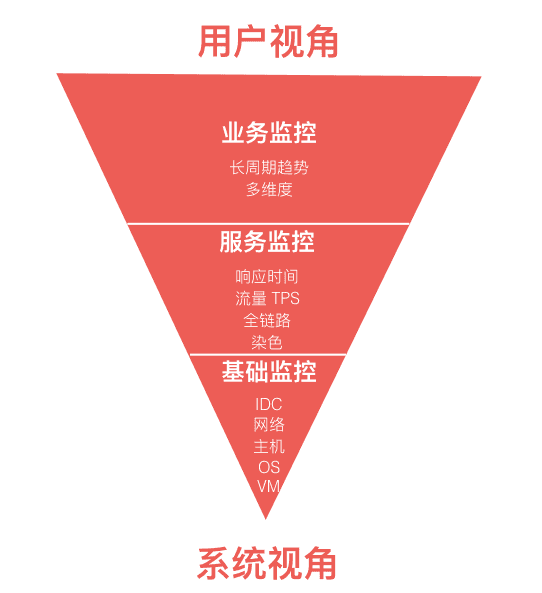 用户视角
业务监控
长周期趋势
多维度
服务监控
响应时间
流量 TPS
全链路
染色
基础监控
IDC
网络
主机
OS
VM
系统视角